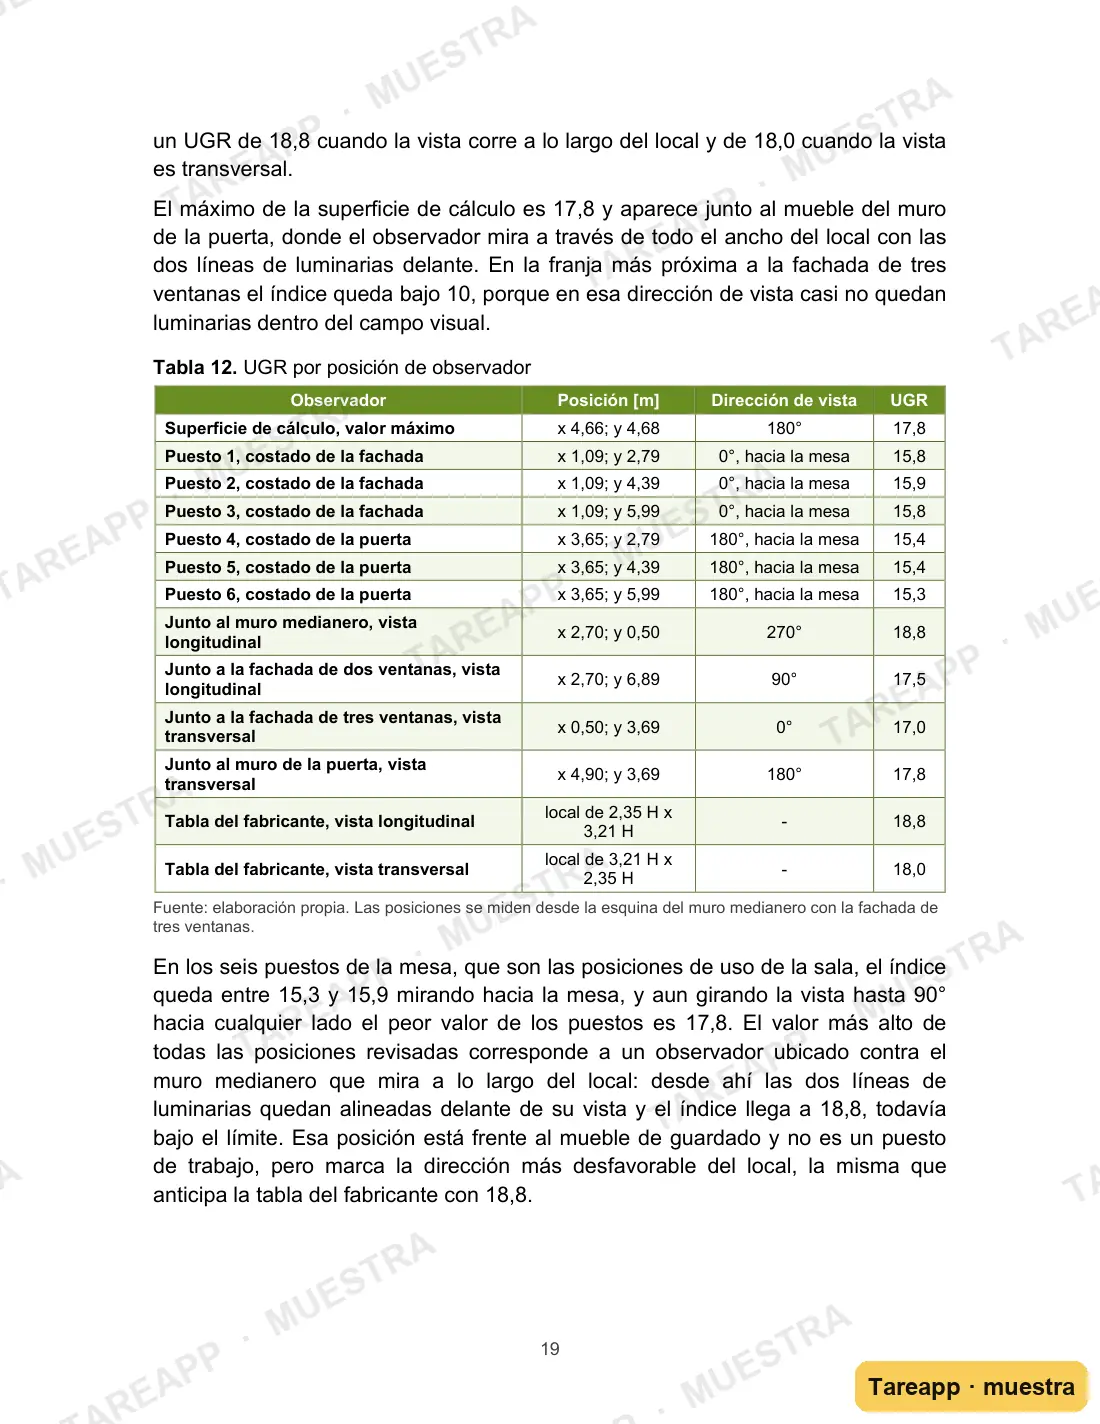 un UGR de 18,8 cuando la vista corre a lo largo del local y de 18,0 cuando la vista
es transversal.
El máximo de la superficie de cálculo es 17,8 y aparece junto al mueble del muro
de la puerta, donde el observador mira a través de todo el ancho del local con las
dos líneas de luminarias delante. En la franja más próxima a la fachada de tres
ventanas el índice queda bajo 10, porque en esa dirección de vista casi no quedan
luminarias dentro del campo visual.
Tabla 12. UGR por posición de observador
Observador Posición [m] Dirección de vista UGR
Superficie de cálculo, valor máximo x 4,66; y 4,68 180° 17,8
Puesto 1, costado de la fachada x 1,09; y 2,79 0°, hacia la mesa 15,8
Puesto 2, costado de la fachada x 1,09; y 4,39 0°, hacia la mesa 15,9
Puesto 3, costado de la fachada x 1,09; y 5,99 0°, hacia la mesa 15,8
Puesto 4, costado de la puerta x 3,65; y 2,79 180°, hacia la mesa 15,4
Puesto 5, costado de la puerta x 3,65; y 4,39 180°, hacia la mesa 15,4
Puesto 6, costado de la puerta x 3,65; y 5,99 180°, hacia la mesa 15,3
Junto al muro medianero, vista
longitudinal x 2,70; y 0,50 270° 18,8
Junto a la fachada de dos ventanas, vista
longitudinal x 2,70; y 6,89 90° 17,5
Junto a la fachada de tres ventanas, vista
transversal x 0,50; y 3,69 0° 17,0
Junto al muro de la puerta, vista
transversal x 4,90; y 3,69 180° 17,8
Tabla del fabricante, vista longitudinal local de 2,35 H x
3,21 H - 18,8
Tabla del fabricante, vista transversal local de 3,21 H x
2,35 H - 18,0
Fuente: elaboración propia. Las posiciones se miden desde la esquina del muro medianero con la fachada de
tres ventanas.
En los seis puestos de la mesa, que son las posiciones de uso de la sala, el índice
queda entre 15,3 y 15,9 mirando hacia la mesa, y aun girando la vista hasta 90°
hacia cualquier lado el peor valor de los puestos es 17,8. El valor más alto de
todas las posiciones revisadas corresponde a un observador ubicado contra el
muro medianero que mira a lo largo del local: desde ahí las dos líneas de
luminarias quedan alineadas delante de su vista y el índice llega a 18,8, todavía
bajo el límite. Esa posición está frente al mueble de guardado y no es un puesto
de trabajo, pero marca la dirección más desfavorable del local, la misma que
anticipa la tabla del fabricante con 18,8.
19
Tareapp · muestra
TAREAPP · MUESTRA